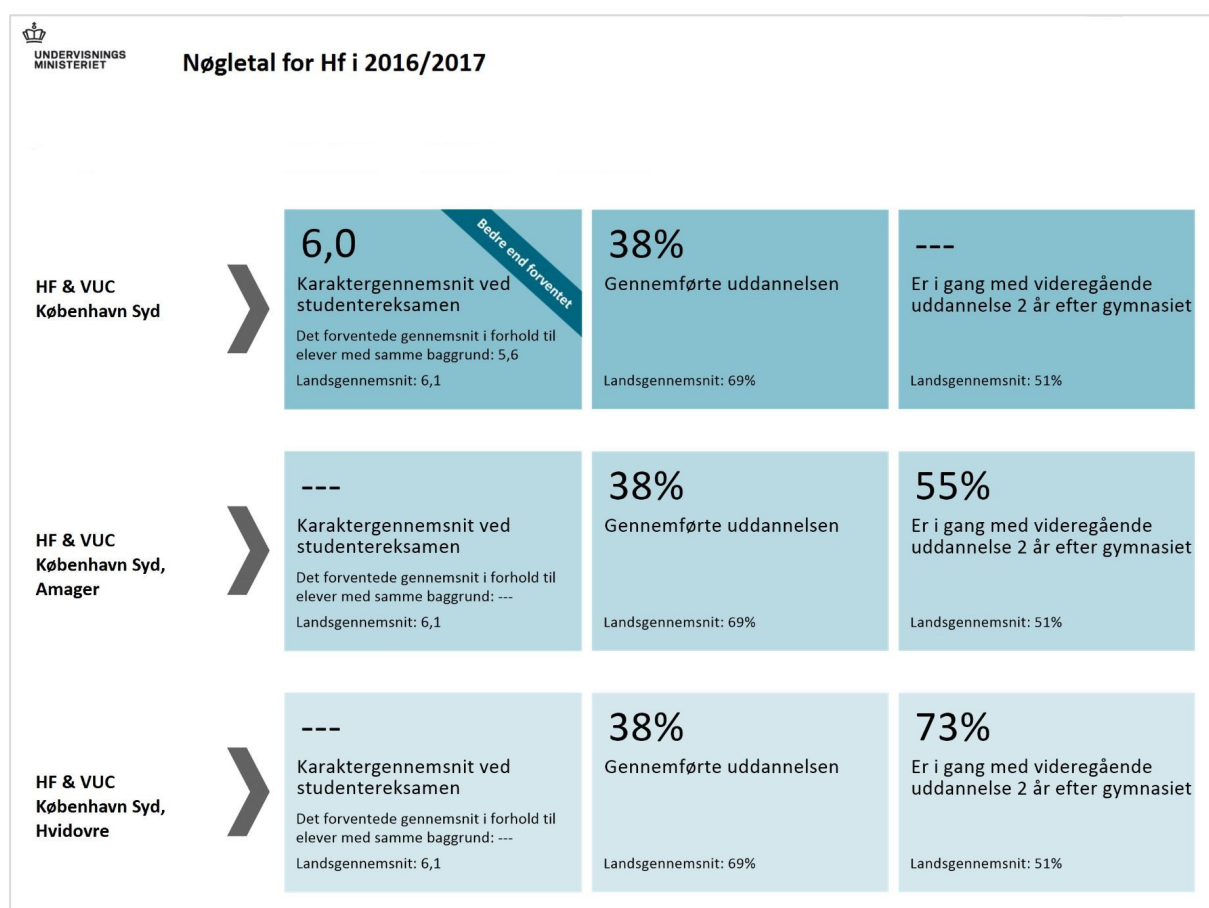 UNDERVISNINGS
MINISTERIET
Nøgletal for Hf i 2016/2017
HF & VUC
København Syd
6,0
Bedre end forventet
Karaktergennemsnit ved
studentereksamen
Det forventede gennemsnit i forhold til
elever med samme baggrund: 5,6
Landsgennemsnit: 6,1
38%
Gennemførte uddannelsen
Landsgennemsnit: 69%
---
Er i gang med videregående
uddannelse 2 år efter gymnasiet
Landsgennemsnit: 51%
HF & VUC
København Syd,
Amager
---
Karaktergennemsnit ved
studentereksamen
Det forventede gennemsnit i forhold til
elever med samme baggrund: ---
Landsgennemsnit: 6,1
38%
Gennemførte uddannelsen
Landsgennemsnit: 69%
55%
Er i gang med videregående
uddannelse 2 år efter gymnasiet
Landsgennemsnit: 51%
HF & VUC
København Syd,
Hvidovre
---
Karaktergennemsnit ved
studentereksamen
Det forventede gennemsnit i forhold til
elever med samme baggrund: ---
Landsgennemsnit: 6,1
38%
Gennemførte uddannelsen
Landsgennemsnit: 69%
73%
Er i gang med videregående
uddannelse 2 år efter gymnasiet
Landsgennemsnit: 51%